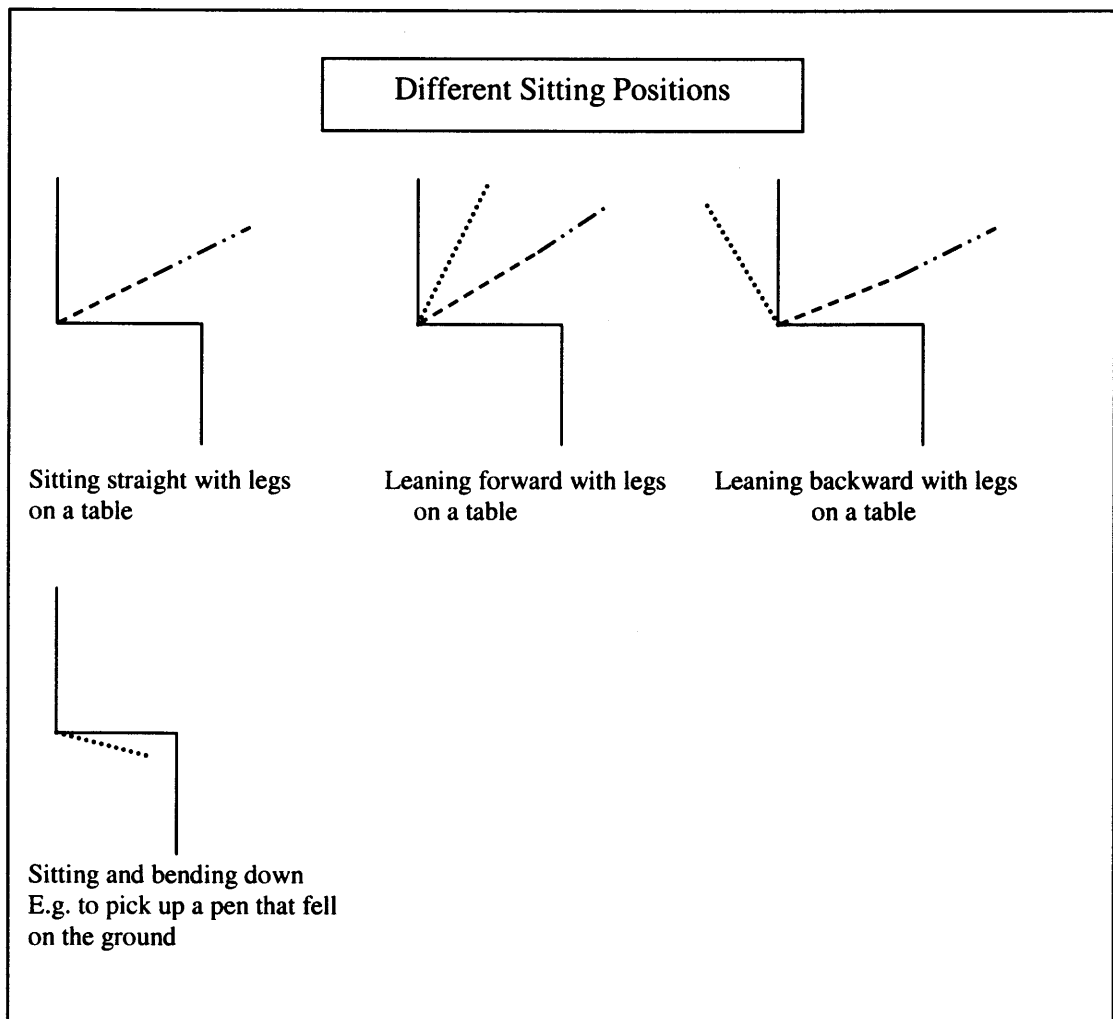 Different Sitting Positions
Sitting straight with legs
on a table
Leaning forward with legs
on a table
Leaning backward with legs
on a table
Sitting and bending down
E.g. to pick up a pen that fell
on the ground